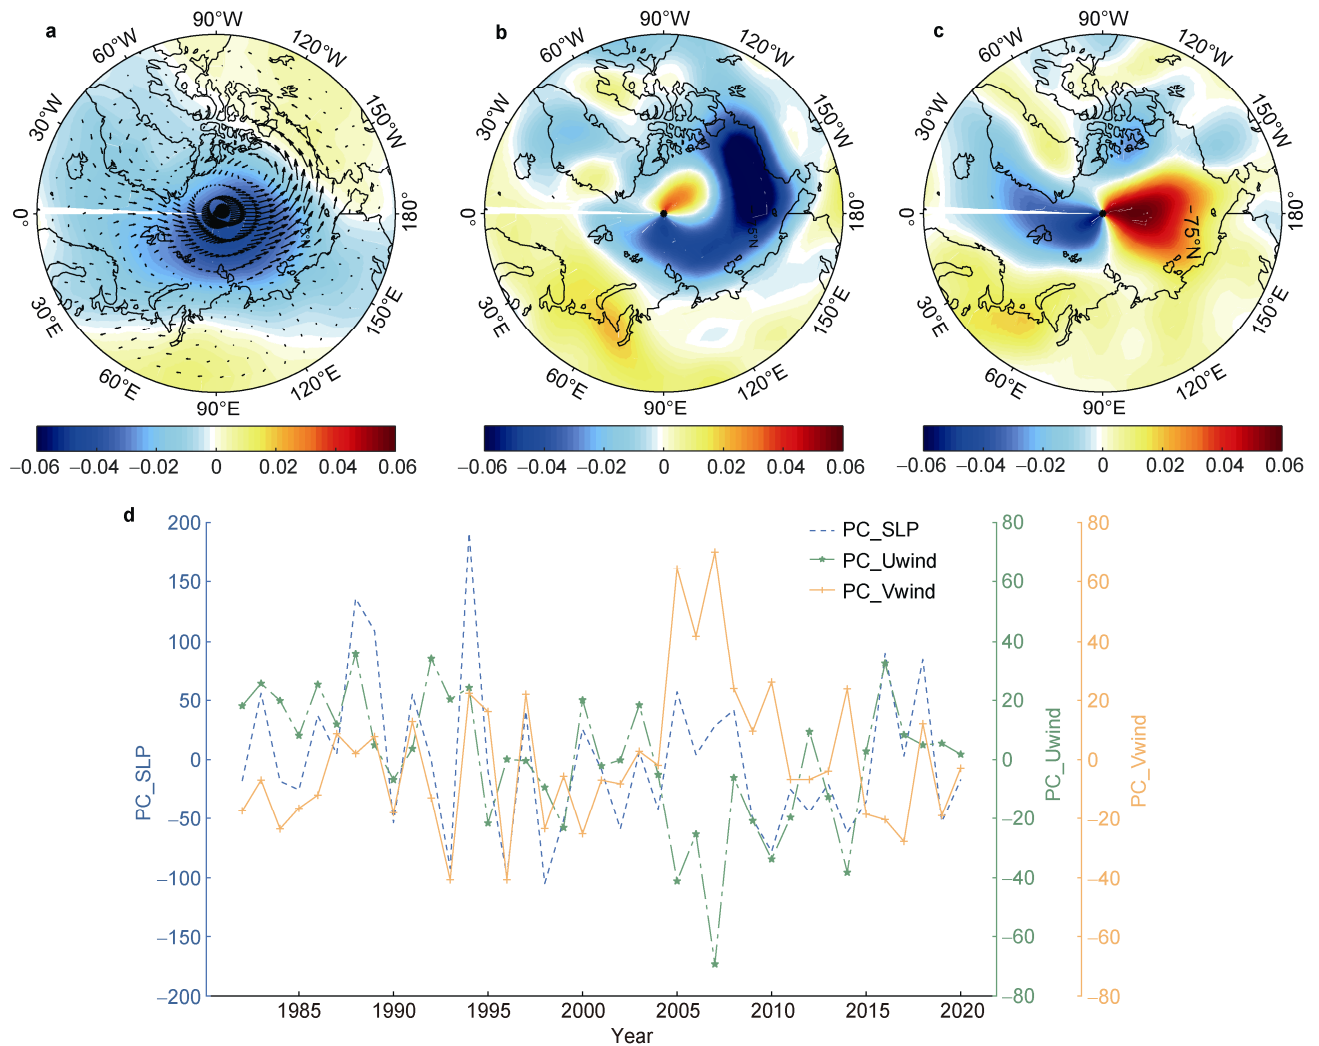 a
90°W
60°W
120°W
30°W
150°W
0°
180°
30°E
150°E
60°E
120°E
90°E
−0.06 −0.04 −0.02 0 0.02 0.04 0.06
b
90°W
60°W
120°W
30°W
150°W
0°
180°
30°E
150°E
60°E
120°E
90°E
−0.06 −0.04 −0.02 0 0.02 0.04 0.06
c
90°W
60°W
120°W
30°W
150°W
0°
180°
75°N
30°E
150°E
60°E
120°E
90°E
−0.06 −0.04 −0.02 0 0.02 0.04 0.06
d
PC_SLP
PC_Uwind
PC_Vwind
200
150
100
50
0
−50
−100
−150
−200
PC_SLP
80
60
40
20
0
−20
−40
−60
−80
PC_Uwind
80
60
40
20
0
−20
−40
−60
−80
PC_Vwind
1985 1990 1995 2000 2005 2010 2015 2020
Year